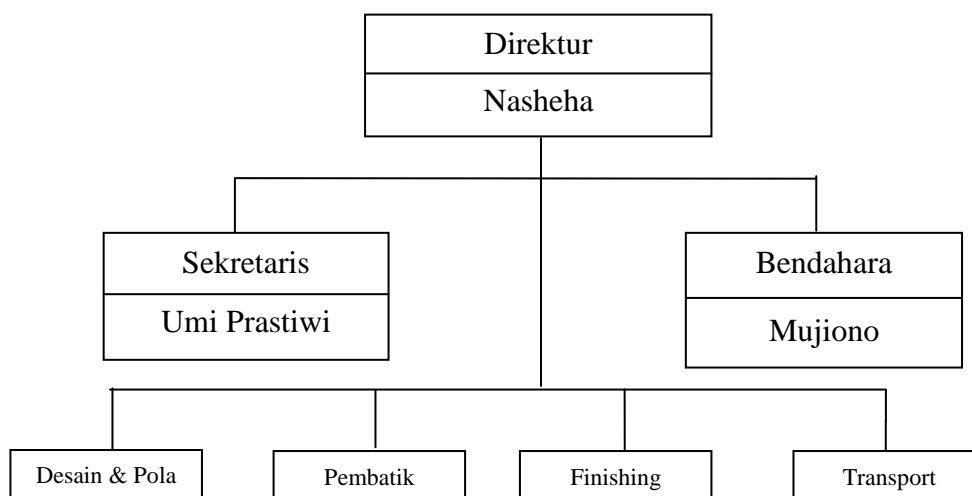 Direktur
Nasheha
Sekretaris
Umi Prastiwi
Bendahara
Mujiono
Desain & Pola
Pembatik
Finishing
Transport